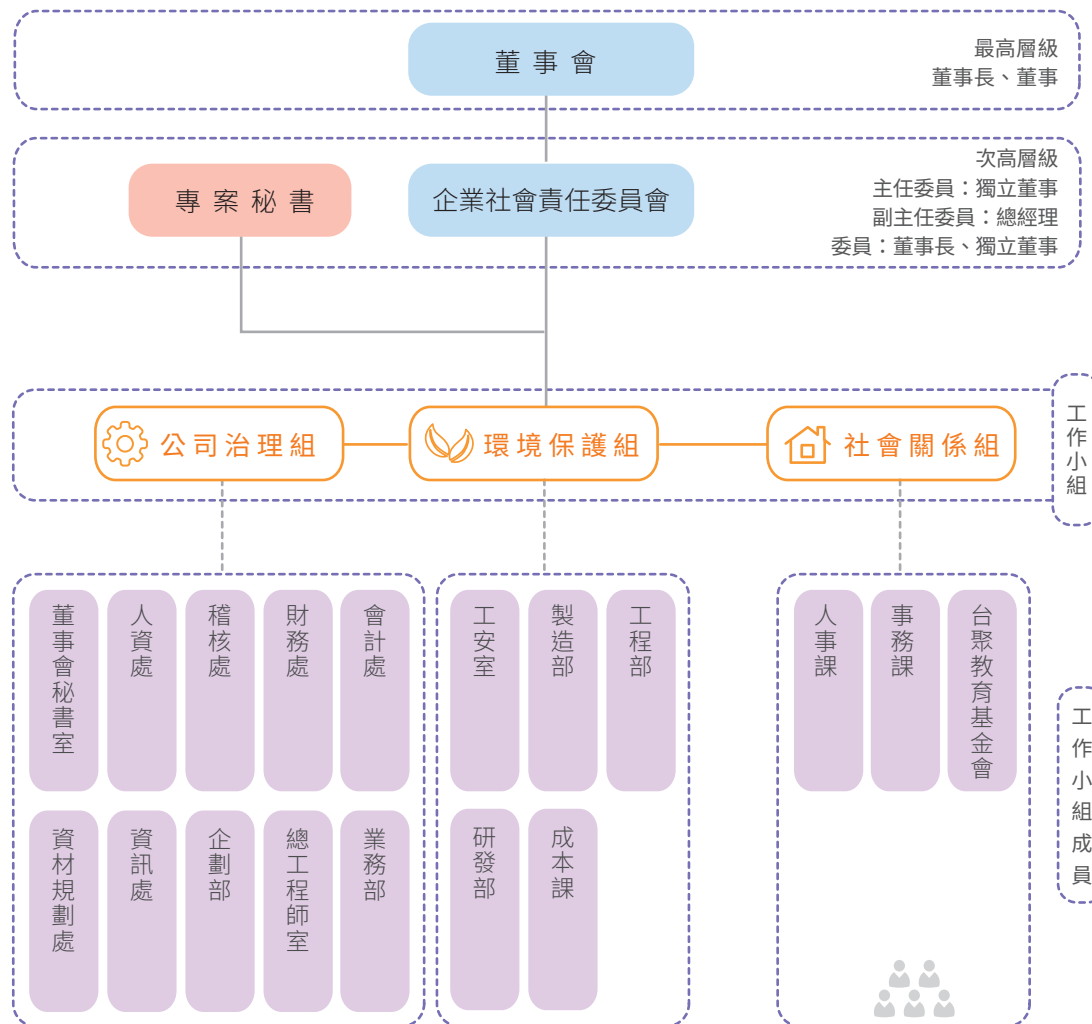 董事會
最高層級
董事長、董事
專案秘書
企業社會責任委員會
次高層級
主任委員：獨立董事
副主任委員：總經理
委員：董事長、獨立董事
公司治理組
環境保護組
社會關係組
工作小組
董事會秘書室
人資處
稽核處
財務處
會計處
資材規劃處
資訊處
企劃部
總工程師室
業務部
工安室
製造部
工程部
研發部
成本課
人事課
事務課
台聚教育基金會
工作小組成員